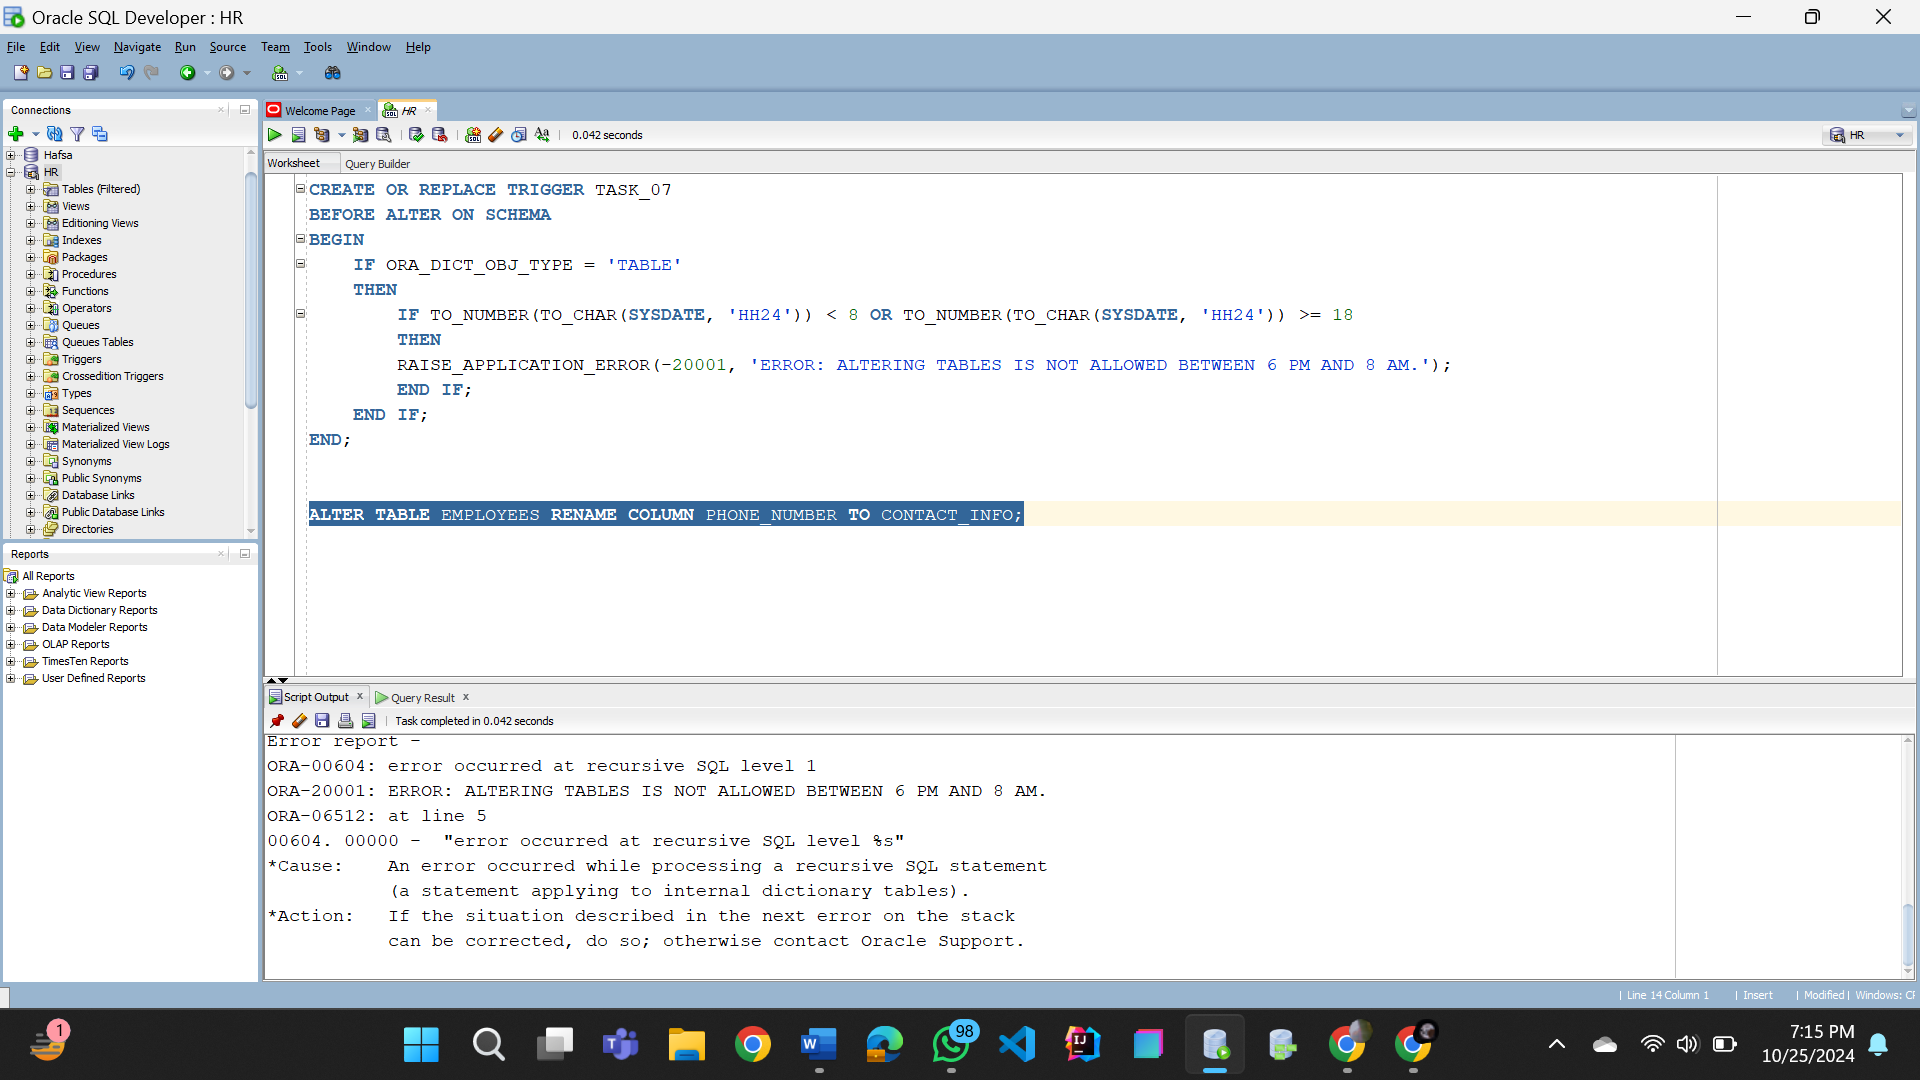 Oracle SQL Developer : HR
File Edit View Navigate Run Source Team Tools Window Help
Connections
Hafsa
HR
Tables (Filtered)
Views
Editioning Views
Indexes
Packages
Procedures
Functions
Operators
Queues
Queues Tables
Triggers
Crossedition Triggers
Types
Sequences
Materialized Views
Materialized View Logs
Synonyms
Public Synonyms
Database Links
Public Database Links
Directories
Reports
All Reports
Analytic View Reports
Data Dictionary Reports
Data Modeler Reports
OLAP Reports
TimesTen Reports
User Defined Reports
Welcome Page HR
0.042 seconds
HR
Worksheet Query Builder
CREATE OR REPLACE TRIGGER TASK_07
BEFORE ALTER ON SCHEMA
BEGIN
IF ORA_DICT_OBJ_TYPE = 'TABLE'
THEN
IF TO_NUMBER(TO_CHAR(SYSDATE, 'HH24')) < 8 OR TO_NUMBER(TO_CHAR(SYSDATE, 'HH24')) >= 18
THEN
RAISE_APPLICATION_ERROR(-20001, 'ERROR: ALTERING TABLES IS NOT ALLOWED BETWEEN 6 PM AND 8 AM.');
END IF;
END IF;
END;
ALTER TABLE EMPLOYEES RENAME COLUMN PHONE_NUMBER TO CONTACT_INFO;
Script Output Query Result
Task completed in 0.042 seconds
Error report -
ORA-00604: error occurred at recursive SQL level 1
ORA-20001: ERROR: ALTERING TABLES IS NOT ALLOWED BETWEEN 6 PM AND 8 AM.
ORA-06512: at line 5
00604. 00000 - "error occurred at recursive SQL level %s"
*Cause: An error occurred while processing a recursive SQL statement
(a statement applying to internal dictionary tables).
*Action: If the situation described in the next error on the stack
can be corrected, do so; otherwise contact Oracle Support.
Line 14 Column 1 | Insert | Modified | Windows: CF
1
98
7:15 PM
10/25/2024